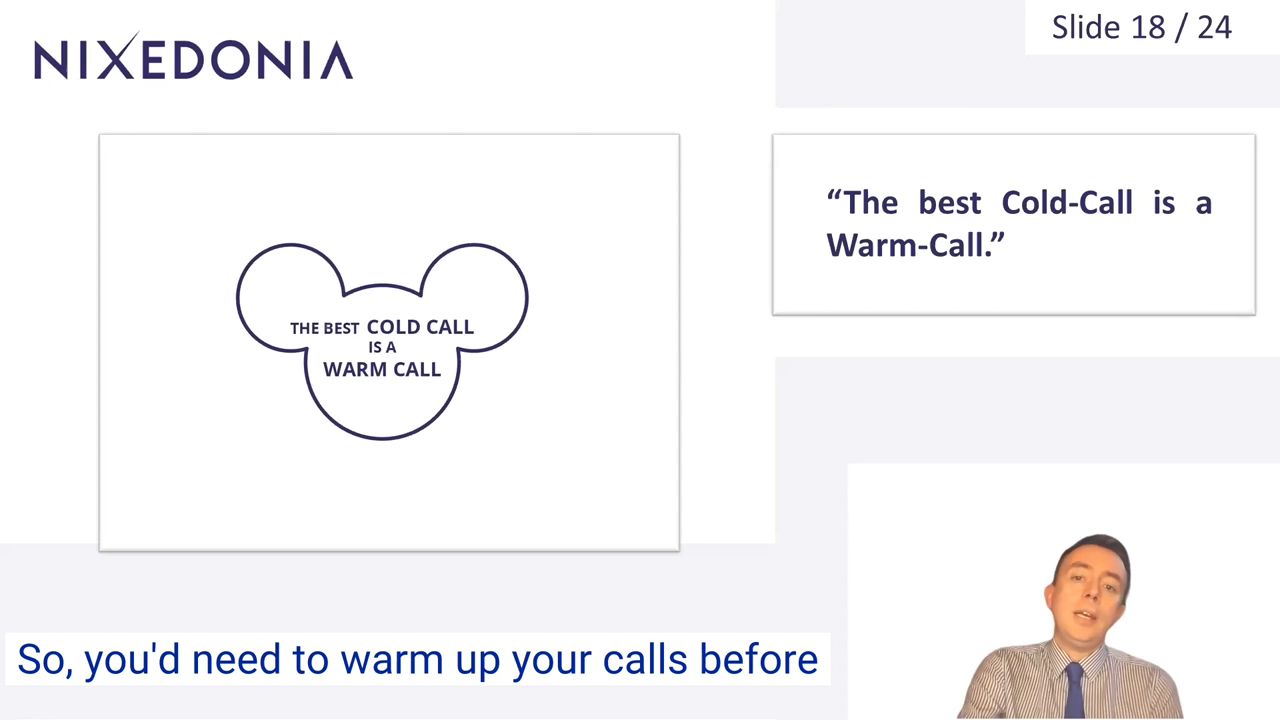 NIXEDONIA
Slide 18 / 24
THE BEST COLD CALL
IS A
WARM CALL
“The best Cold-Call is a
Warm-Call.”
So, you'd need to warm up your calls before